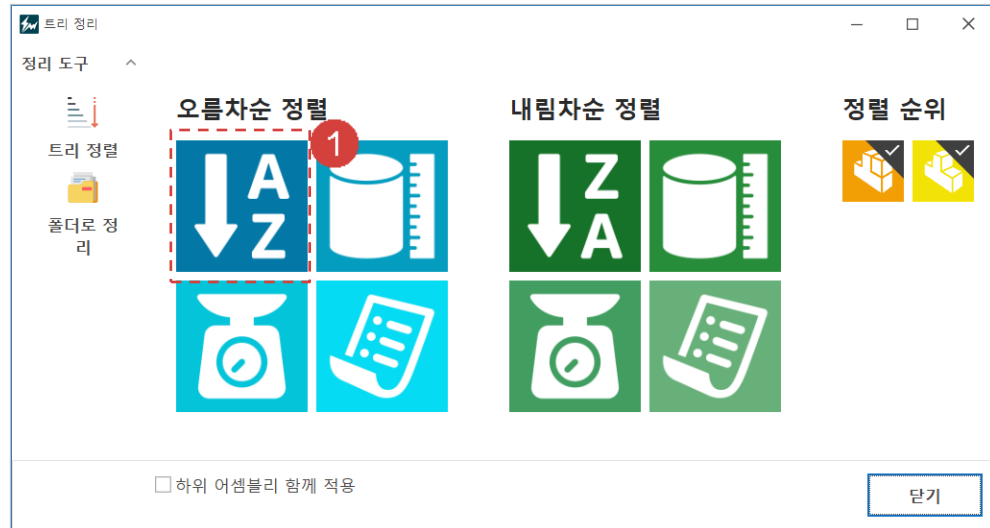 트리 정리
정리 도구
트리 정렬
폴더로 정
리
오름차순 정렬
1
A
Z
내림차순 정렬
Z
A
정렬 순위
하위 어셈블리 함께 적용
닫기